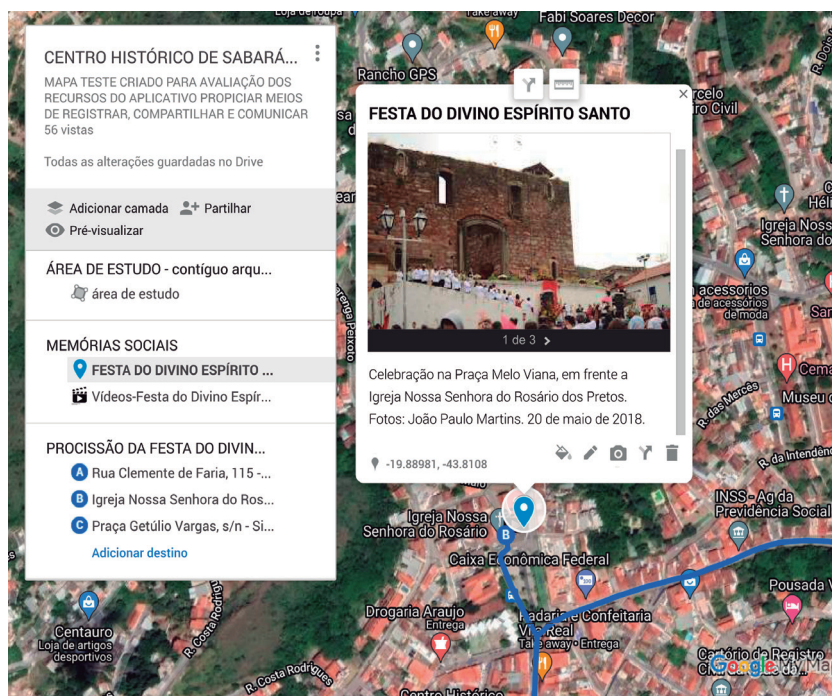 CENTRO HISTÓRICO DE SABARÁ...
MAPA TESTE CRIADO PARA AVALIAÇÃO DOS
RECURSOS DO APLICATIVO PROPICIAR MEIOS
DE REGISTRAR, COMPARTILHAR E COMUNICAR
56 vistas
Todas as alterações guardadas no Drive
Adicionar camada
Partilhar
Pré-visualizar
ÁREA DE ESTUDO - contíguo arqu...
área de estudo
MEMÓRIAS SOCIAIS
FESTA DO DIVINO ESPÍRITO ...
Vídeos-Festa do Divino Espír...
PROCISSÃO DA FESTA DO DIVIN...
A Rua Clemente de Faria, 115 -...
B Igreja Nossa Senhora do Ros...
C Praça Getúlio Vargas, s/n - Si...
Adicionar destino
Take away
Fabi Soares Decor
Rancho GPS
FESTA DO DIVINO ESPÍRITO SANTO
1 de 3
Celebração na Praça Melo Viana, em frente a
Igreja Nossa Senhora do Rosário dos Pretos.
Fotos: João Paulo Martins. 20 de maio de 2018.
-19.88981, -43.8108
Igreja Nossa
Senhora do Rosário
B
Caixa Econômica Federal
Drogaria Araujo
Entrega
Padaria e Confeitaria
Vila Real
Take away • Entrega
Centro Histórico
Centauro
Loja de artigos
desportivos
R. Costa Rodrigues
R. das Mercês
R. da Intendên
INSS - Ag da
Previdência Social
Pousada V
Cartório de Registro
Google My Ma
Igreja Noss
Senhora do
acessorios
de acessórios
de moda
Museu
H